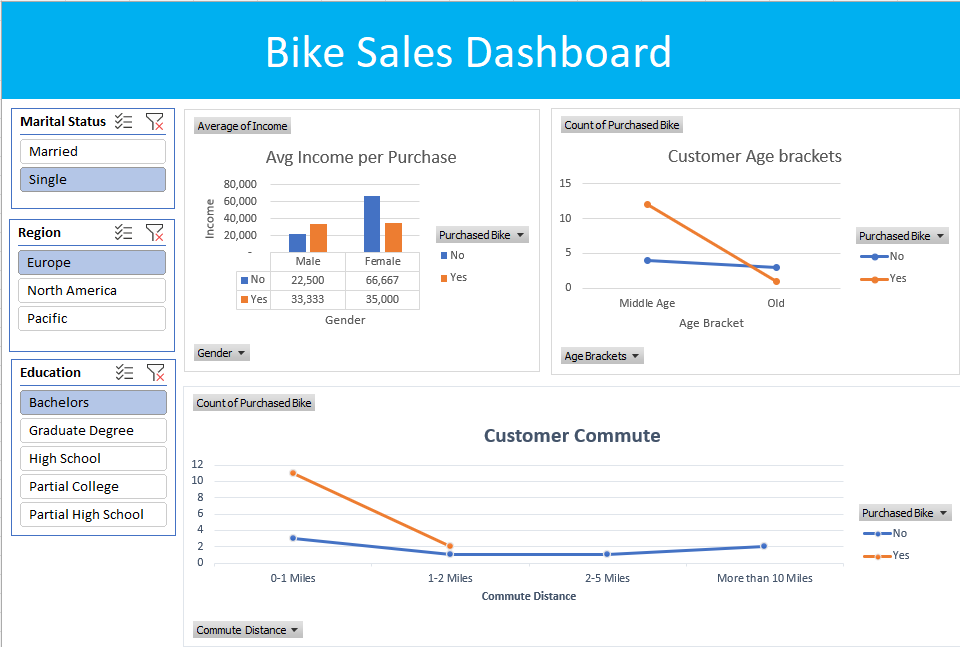 Bike Sales Dashboard
Marital Status
Married
Single
Region
Europe
North America
Pacific
Education
Bachelors
Graduate Degree
High School
Partial College
Partial High School
Average of Income
Avg Income per Purchase
80,000
60,000
40,000
20,000
-
Income
Male Female
No 22,500 66,667
Yes 33,333 35,000
Gender
Purchased Bike
No
Yes
Gender
Count of Purchased Bike
Customer Age brackets
15
10
5
0
Middle Age Old
Age Bracket
Purchased Bike
No
Yes
Age Brackets
Count of Purchased Bike
Customer Commute
12
10
8
6
4
2
0
0-1 Miles 1-2 Miles 2-5 Miles More than 10 Miles
Commute Distance
Purchased Bike
No
Yes
Commute Distance